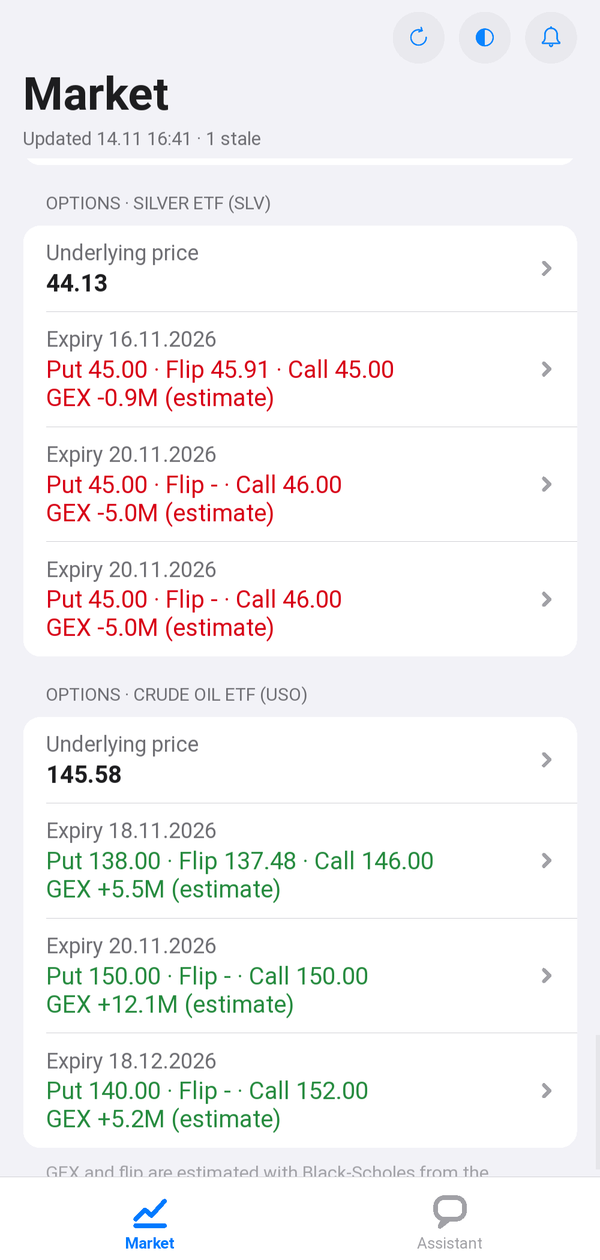 Market
Updated 14.11 16:41 · 1 stale
OPTIONS · SILVER ETF (SLV)
Underlying price
44.13
Expiry 16.11.2026
Put 45.00 · Flip 45.91 · Call 45.00
GEX -0.9M (estimate)
Expiry 20.11.2026
Put 45.00 · Flip - · Call 46.00
GEX -5.0M (estimate)
Expiry 20.11.2026
Put 45.00 · Flip - · Call 46.00
GEX -5.0M (estimate)
OPTIONS · CRUDE OIL ETF (USO)
Underlying price
145.58
Expiry 18.11.2026
Put 138.00 · Flip 137.48 · Call 146.00
GEX +5.5M (estimate)
Expiry 20.11.2026
Put 150.00 · Flip - · Call 150.00
GEX +12.1M (estimate)
Expiry 18.12.2026
Put 140.00 · Flip - · Call 152.00
GEX +5.2M (estimate)
GEX and flip are estimated with Black-Scholes from the
Market
Assistant